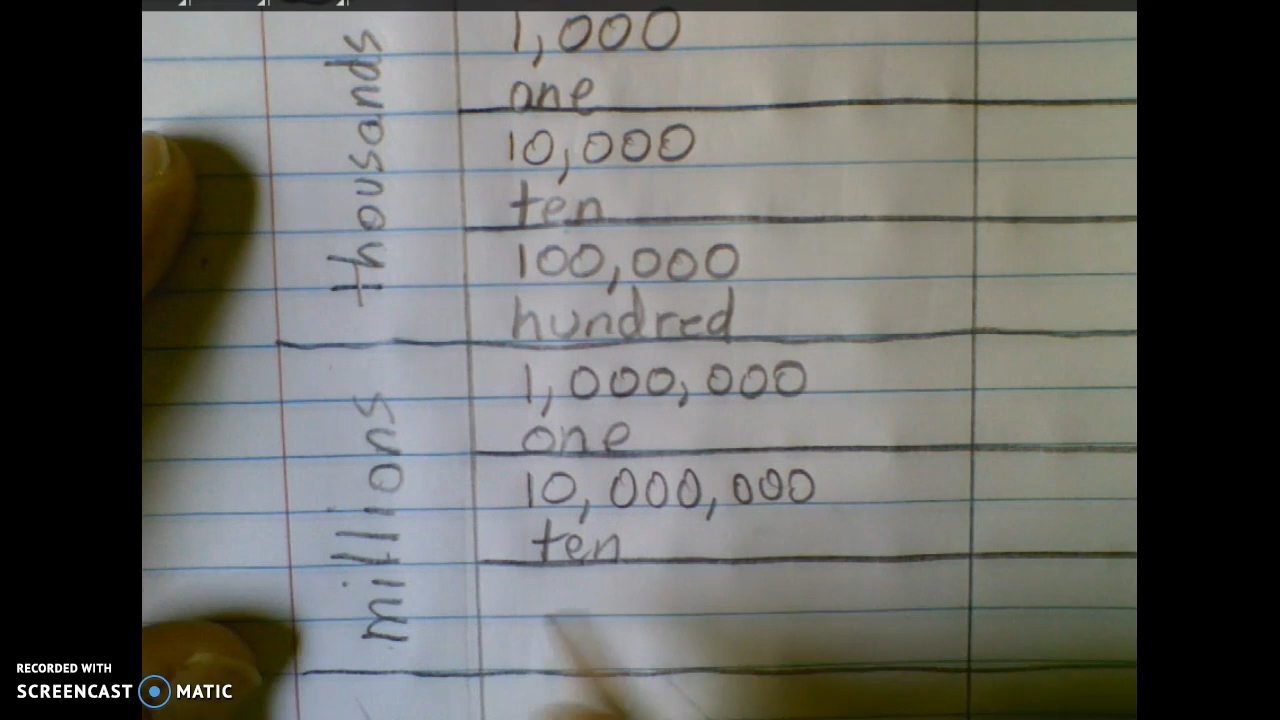 thousands
1,000
one
10,000
ten
100,000
hundred
millions
1,000,000
one
10,000,000
ten
RECORDED WITH
SCREENCAST MATIC